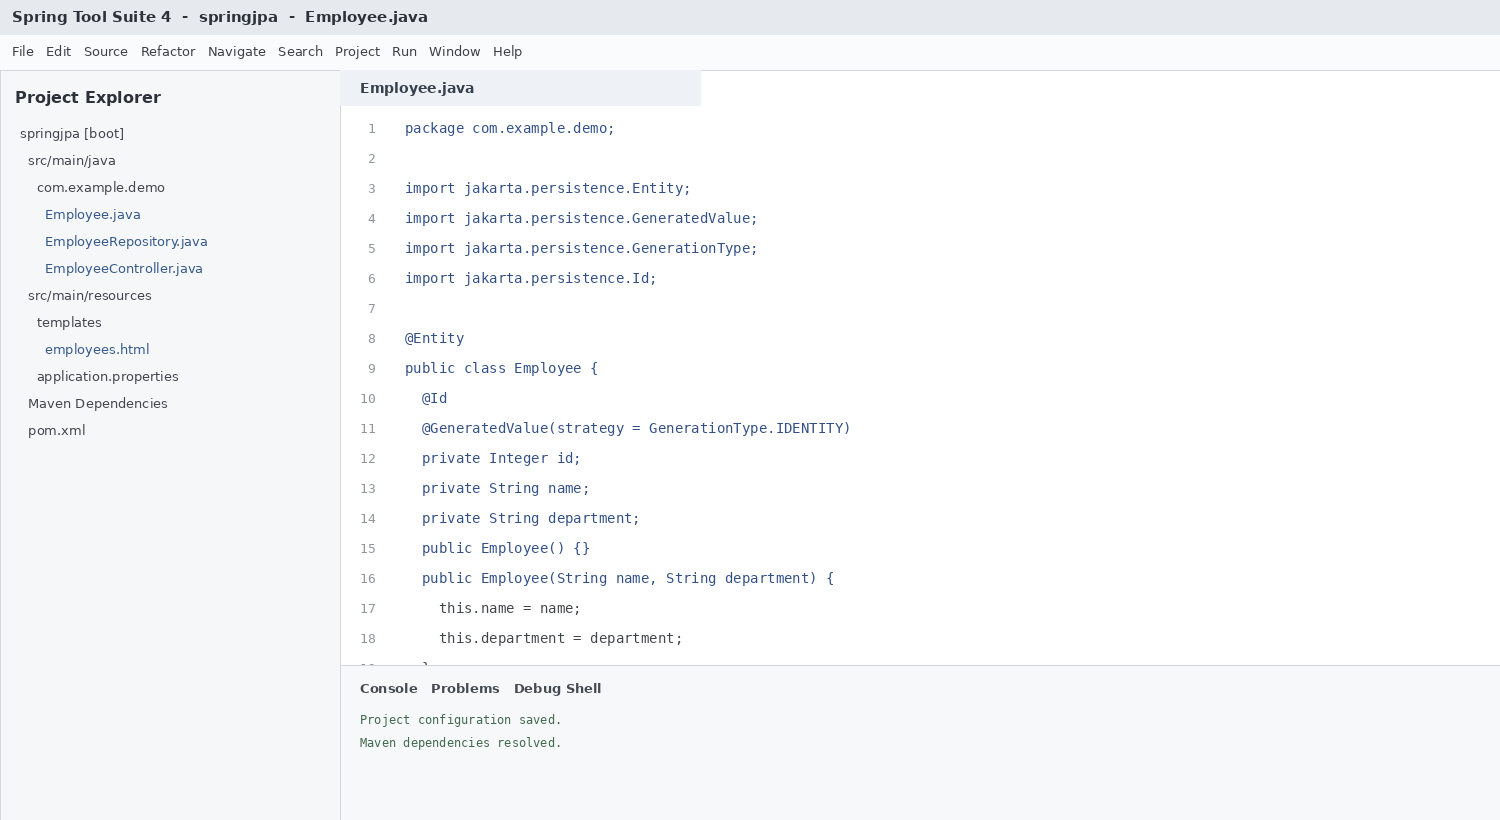 Spring Tool Suite 4 - springjpa - Employee.java
File Edit Source Refactor Navigate Search Project Run Window Help
Project Explorer
springjpa [boot]
src/main/java
com.example.demo
Employee.java
EmployeeRepository.java
EmployeeController.java
src/main/resources
templates
employees.html
application.properties
Maven Dependencies
pom.xml
Employee.java
1 package com.example.demo;
2
3 import jakarta.persistence.Entity;
4 import jakarta.persistence.GeneratedValue;
5 import jakarta.persistence.GenerationType;
6 import jakarta.persistence.Id;
7
8 @Entity
9 public class Employee {
10 @Id
11 @GeneratedValue(strategy = GenerationType.IDENTITY)
12 private Integer id;
13 private String name;
14 private String department;
15 public Employee() {}
16 public Employee(String name, String department) {
17 this.name = name;
18 this.department = department;
Console Problems Debug Shell
Project configuration saved.
Maven dependencies resolved.